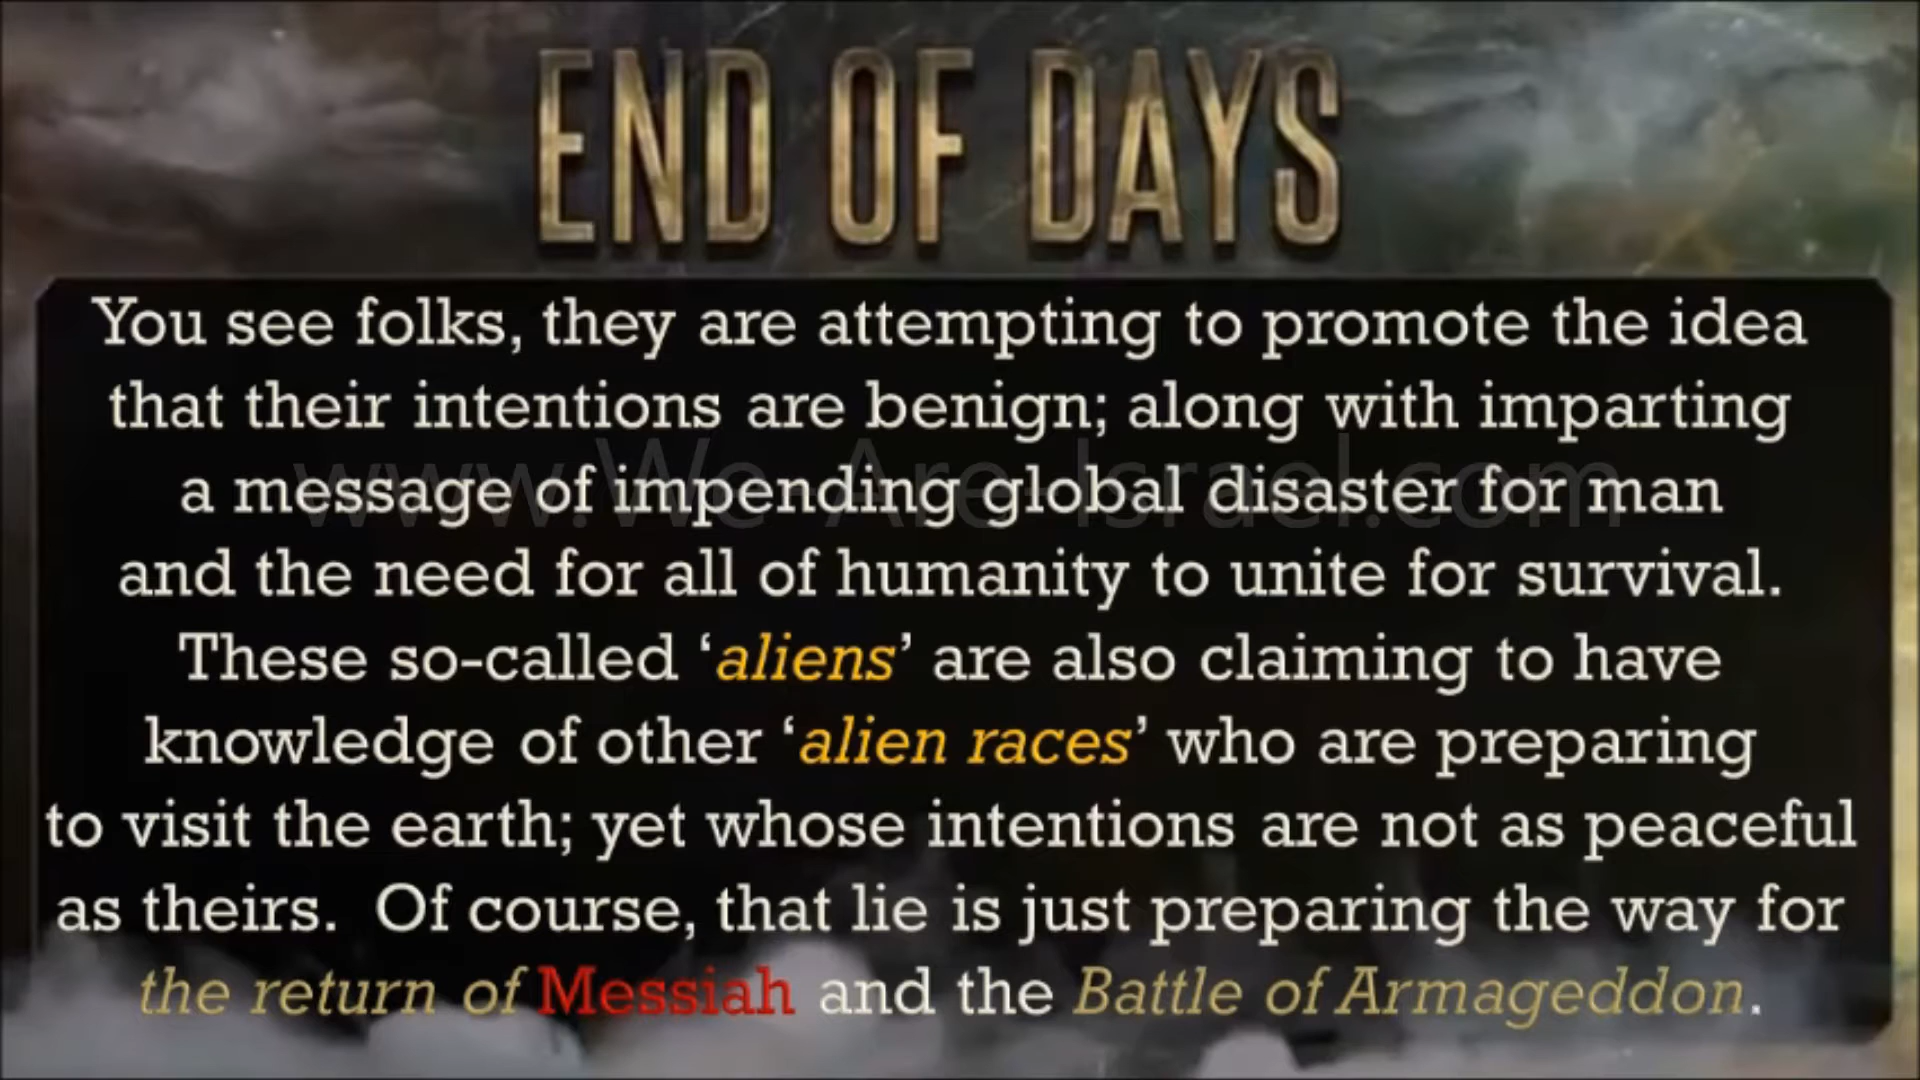 END OF DAYS
You see folks, they are attempting to promote the idea
that their intentions are benign; along with imparting
a message of impending global disaster for man
and the need for all of humanity to unite for survival.
These so-called ‘aliens’ are also claiming to have
knowledge of other ‘alien races’ who are preparing
to visit the earth; yet whose intentions are not as peaceful
as theirs.  Of course, that lie is just preparing the way for
the return of Messiah and the Battle of Armageddon.
www.We-Are-Israel.com